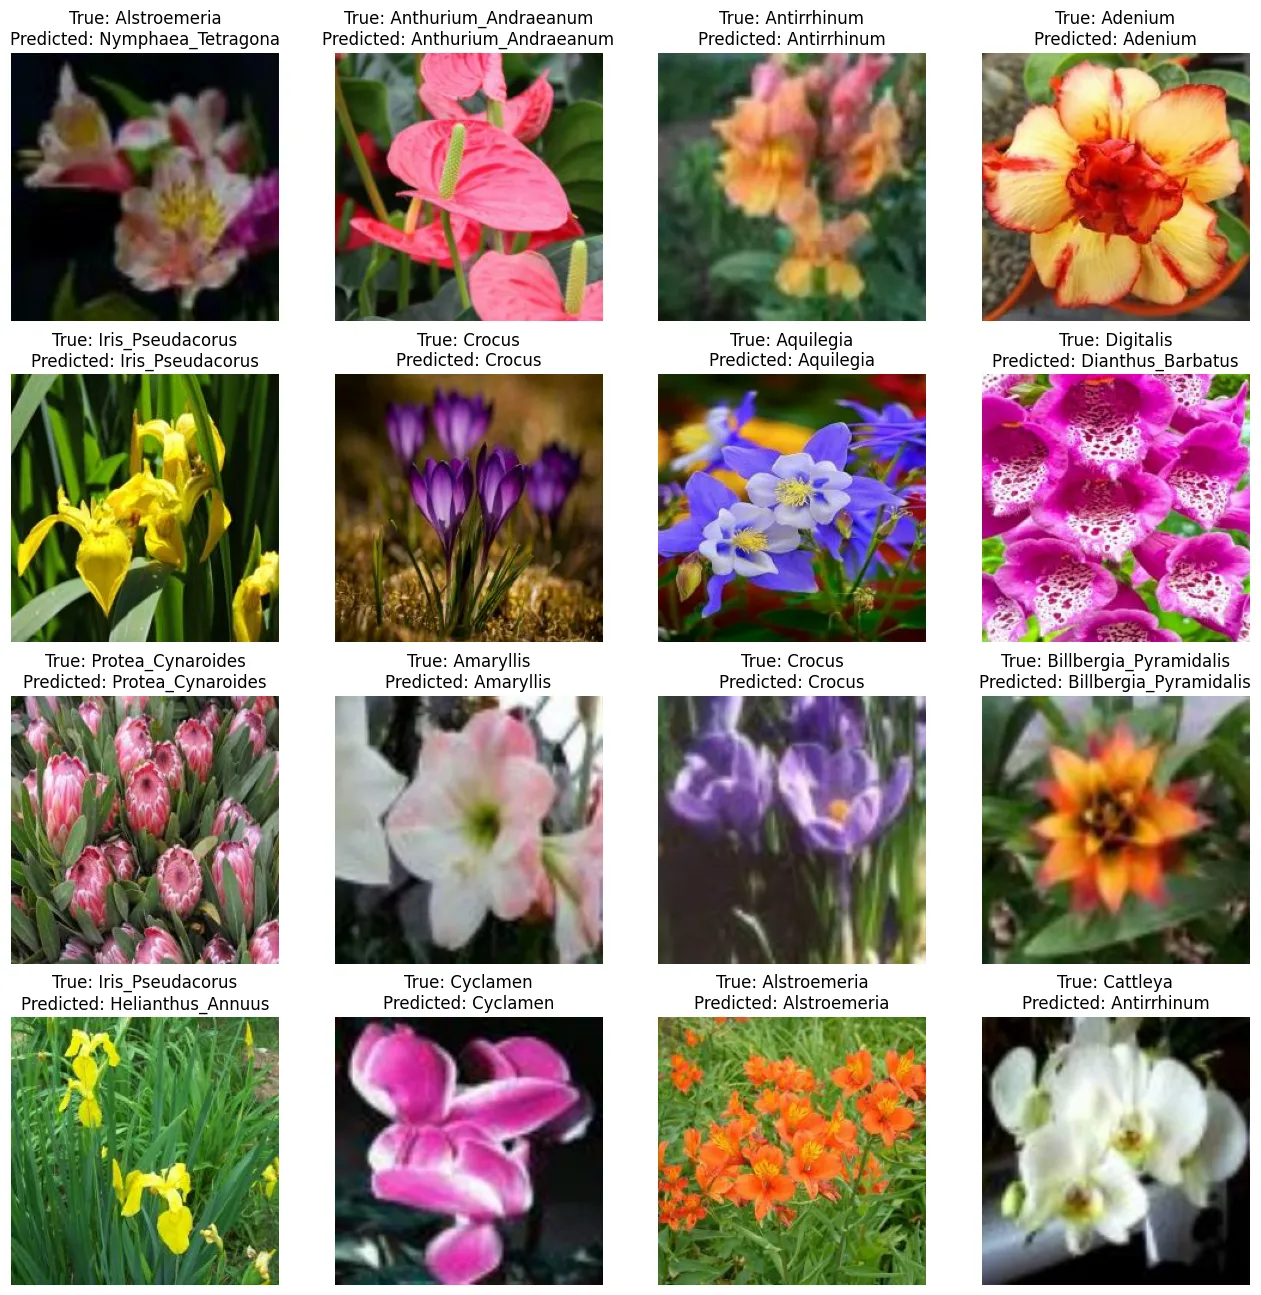 True: Alstroemeria
Predicted: Nymphaea_Tetragona
True: Anthurium_Andraeanum
Predicted: Anthurium_Andraeanum
True: Antirrhinum
Predicted: Antirrhinum
True: Adenium
Predicted: Adenium
True: Iris_Pseudacorus
Predicted: Iris_Pseudacorus
True: Crocus
Predicted: Crocus
True: Aquilegia
Predicted: Aquilegia
True: Digitalis
Predicted: Dianthus_Barbatus
True: Protea_Cynaroides
Predicted: Protea_Cynaroides
True: Amaryllis
Predicted: Amaryllis
True: Crocus
Predicted: Crocus
True: Billbergia_Pyramidalis
Predicted: Billbergia_Pyramidalis
True: Iris_Pseudacorus
Predicted: Helianthus_Annuus
True: Cyclamen
Predicted: Cyclamen
True: Alstroemeria
Predicted: Alstroemeria
True: Cattleya
Predicted: Antirrhinum